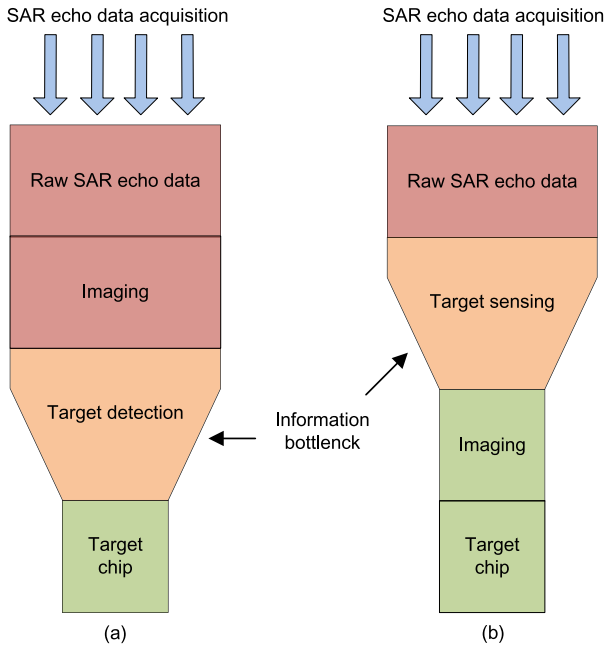 SAR echo data acquisition
Raw SAR echo data
Imaging
Target detection
Target
chip
(a)
Information
bottlenck
SAR echo data acquisition
Raw SAR echo data
Target sensing
Imaging
Target
chip
(b)